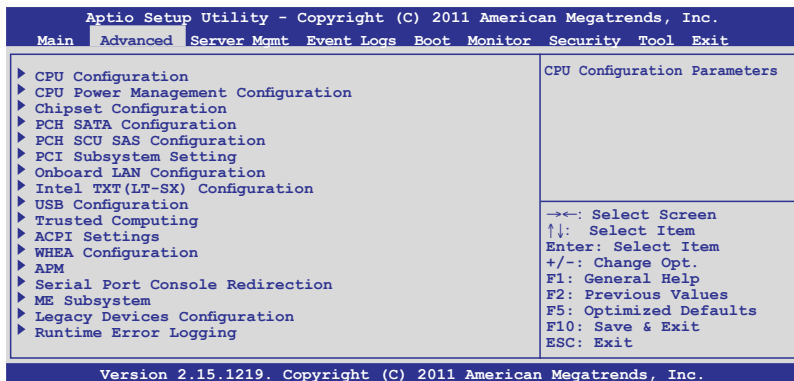 Aptio Setup Utility - Copyright (C) 2011 American Megatrends, Inc.
Main Advanced Server Mgmt Event Logs Boot Monitor Security Tool Exit
CPU Configuration
CPU Power Management Configuration
Chipset Configuration
PCH SATA Configuration
PCH SCU SAS Configuration
PCI Subsystem Setting
Onboard LAN Configuration
Intel TXT(LT-SX) Configuration
USB Configuration
Trusted Computing
ACPI Settings
WHEA Configuration
APM
Serial Port Console Redirection
ME Subsystem
Legacy Devices Configuration
Runtime Error Logging
CPU Configuration Parameters
→←: Select Screen
↑↓: Select Item
Enter: Select Item
+/-: Change Opt.
F1: General Help
F2: Previous Values
F5: Optimized Defaults
F10: Save & Exit
ESC: Exit
Version 2.15.1219. Copyright (C) 2011 American Megatrends, Inc.